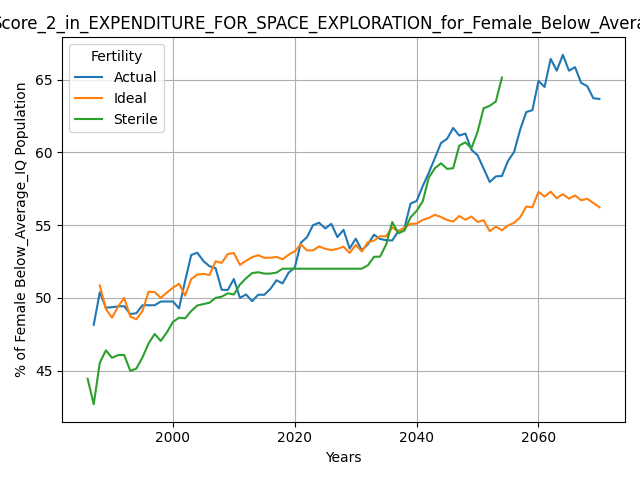 Score_2_in_EXPENDITURE_FOR_SPACE_EXPLORATION_for_Female_Below_Avera
Fertility
Actual
Ideal
Sterile
% of Female Below_Average_IQ Population
65
60
55
50
45
2000
2020
2040
2060
Years